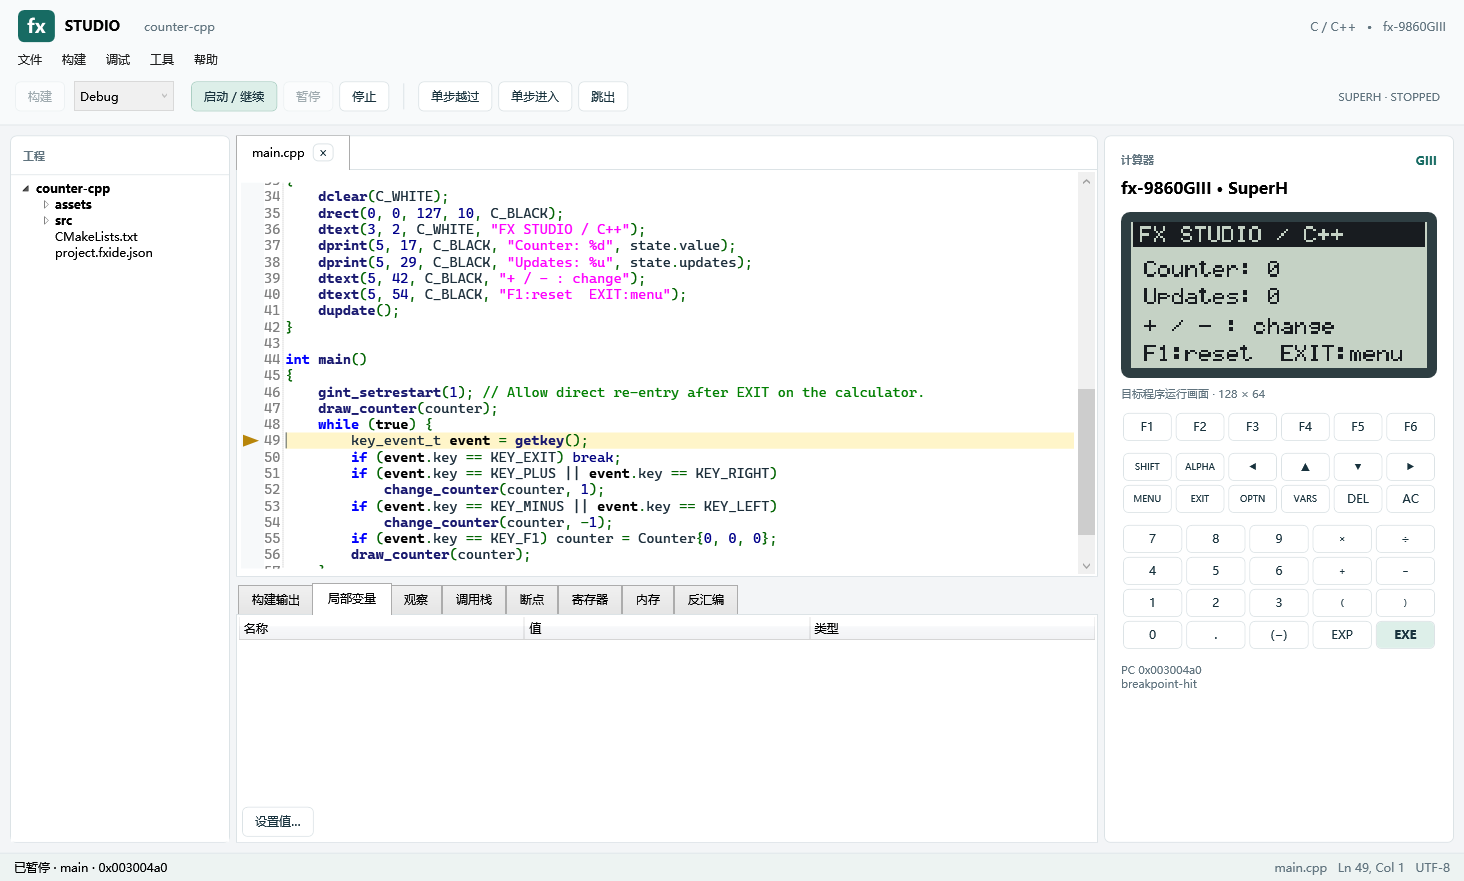 fx STUDIO counter-cpp
C / C++ • fx-9860GIII
文件 构建 调试 工具 帮助
构建 Debug 启动 / 继续 暂停 停止 单步越过 单步进入 跳出
SUPERH · STOPPED
工程
counter-cpp
assets
src
CMakeLists.txt
project.fxide.json
main.cpp ×
34 dclear(C_WHITE);
35 drect(0, 0, 127, 10, C_BLACK);
36 dtext(3, 2, C_WHITE, "FX STUDIO / C++");
37 dprint(5, 17, C_BLACK, "Counter: %d", state.value);
38 dprint(5, 29, C_BLACK, "Updates: %u", state.updates);
39 dtext(5, 42, C_BLACK, "+ / - : change");
40 dtext(5, 54, C_BLACK, "F1:reset  EXIT:menu");
41 dupdate();
42 }
43
44 int main()
45 {
46 gint_setrestart(1); // Allow direct re-entry after EXIT on the calculator.
47 draw_counter(counter);
48 while (true) {
49 key_event_t event = getkey();
50 if (event.key == KEY_EXIT) break;
51 if (event.key == KEY_PLUS || event.key == KEY_RIGHT)
52 change_counter(counter, 1);
53 if (event.key == KEY_MINUS || event.key == KEY_LEFT)
54 change_counter(counter, -1);
55 if (event.key == KEY_F1) counter = Counter{0, 0, 0};
56 draw_counter(counter);
构建输出 局部变量 观察 调用栈 断点 寄存器 内存 反汇编
名称 值 类型
设置值...
计算器 GIII
fx-9860GIII • SuperH
FX STUDIO / C++
Counter: 0
Updates: 0
+ / - : change
F1:reset  EXIT:menu
目标程序运行画面 · 128 × 64
F1 F2 F3 F4 F5 F6
SHIFT ALPHA ◄ ▲ ▼ ►
MENU EXIT OPTN VARS DEL AC
7 8 9 × ÷
4 5 6 + −
1 2 3 ( )
0 . (−) EXP EXE
PC 0x003004a0
breakpoint-hit
已暂停 · main · 0x003004a0
main.cpp Ln 49, Col 1 UTF-8